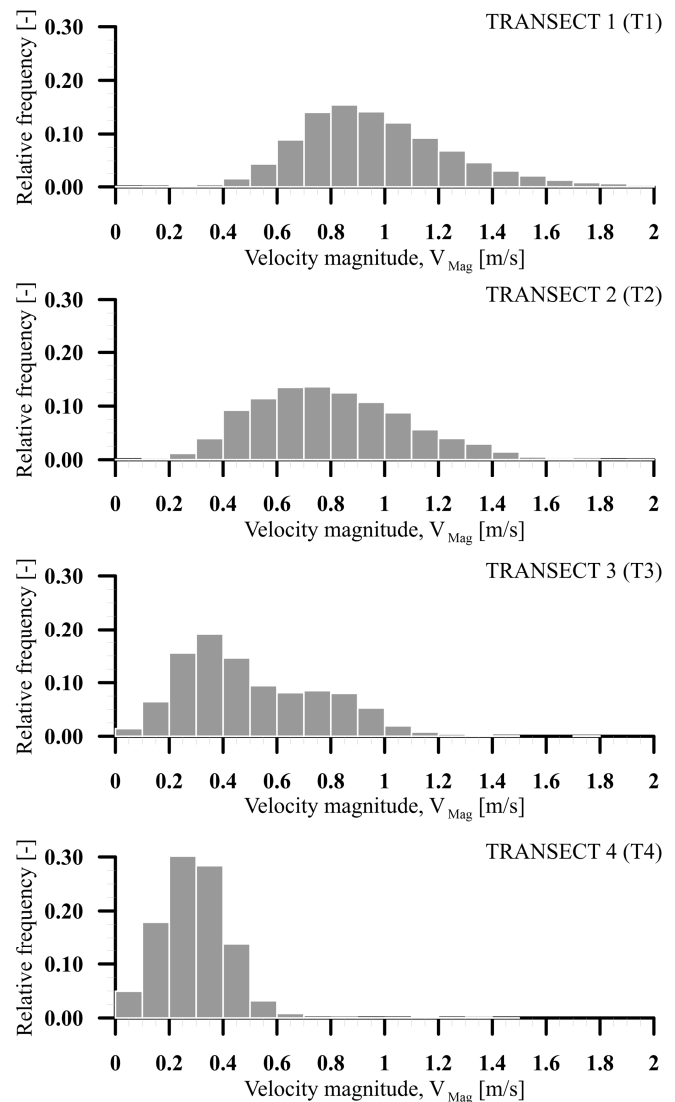 TRANSECT 1 (T1)
Relative frequency [-]
0.30
0.20
0.10
0.00
0 0.2 0.4 0.6 0.8 1 1.2 1.4 1.6 1.8 2
Velocity magnitude, V Mag [m/s]
TRANSECT 2 (T2)
Relative frequency [-]
0.30
0.20
0.10
0.00
0 0.2 0.4 0.6 0.8 1 1.2 1.4 1.6 1.8 2
Velocity magnitude, V Mag [m/s]
TRANSECT 3 (T3)
Relative frequency [-]
0.30
0.20
0.10
0.00
0 0.2 0.4 0.6 0.8 1 1.2 1.4 1.6 1.8 2
Velocity magnitude, V Mag [m/s]
TRANSECT 4 (T4)
Relative frequency [-]
0.30
0.20
0.10
0.00
0 0.2 0.4 0.6 0.8 1 1.2 1.4 1.6 1.8 2
Velocity magnitude, V Mag [m/s]